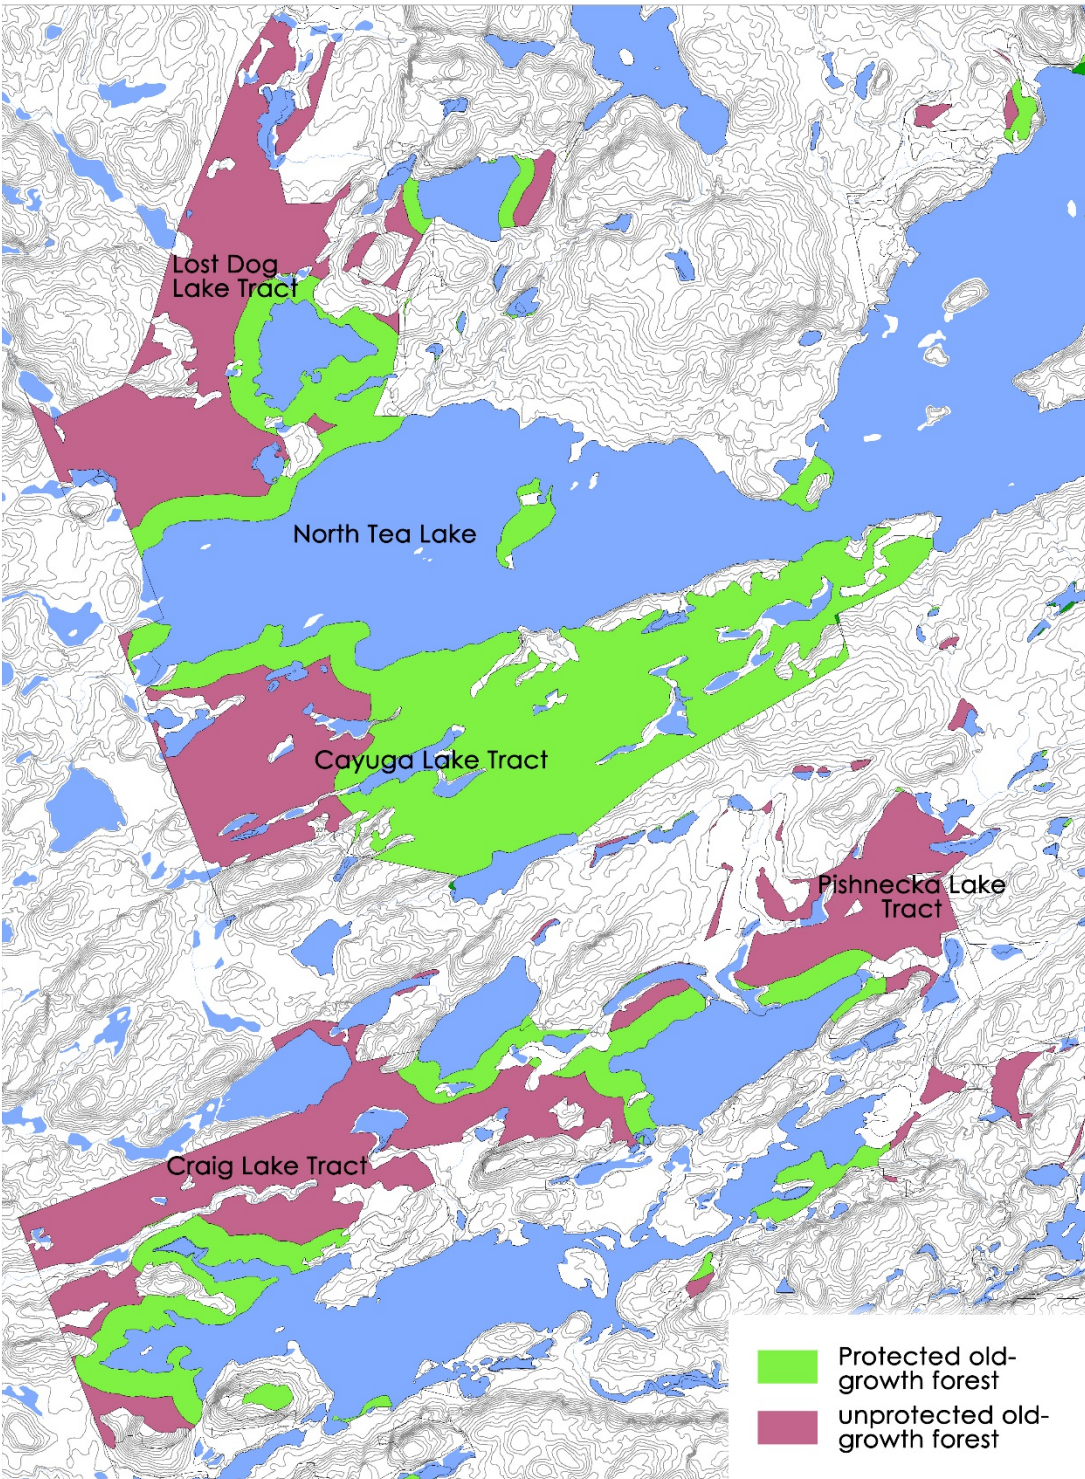 Lost Dog
Lake Tract
North Tea Lake
Cayuga Lake Tract
Pishnecka Lake
Tract
Craig Lake Tract
Protected old-
growth forest
unprotected old-
growth forest